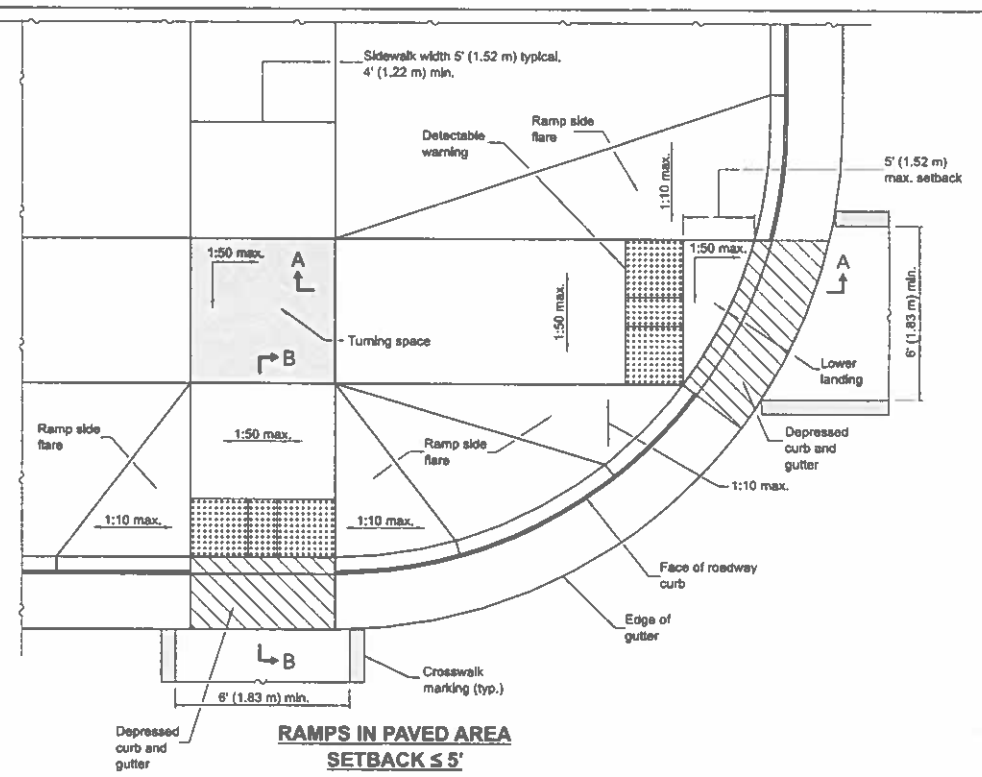 Sidewalk width 5' (1.52 m) typical,
4' (1.22 m) min.
Detectable
warning
Ramp side
flare
1:10 max.
5' (1.52 m)
max. setback
1:50 max.
A
1:50 max.
1:50 max.
A
6' (1.83 m) min.
Turning space
B
Lower
landing
Ramp side
flare
1:50 max.
Ramp side
flare
Depressed
curb and
gutter
1:10 max.
1:10 max.
1:10 max.
Face of roadway
curb
Edge of
gutter
B
Crosswalk
marking (typ.)
6' (1.83 m) min.
Depressed
curb and
gutter
RAMPS IN PAVED AREA
SETBACK ≤ 5'